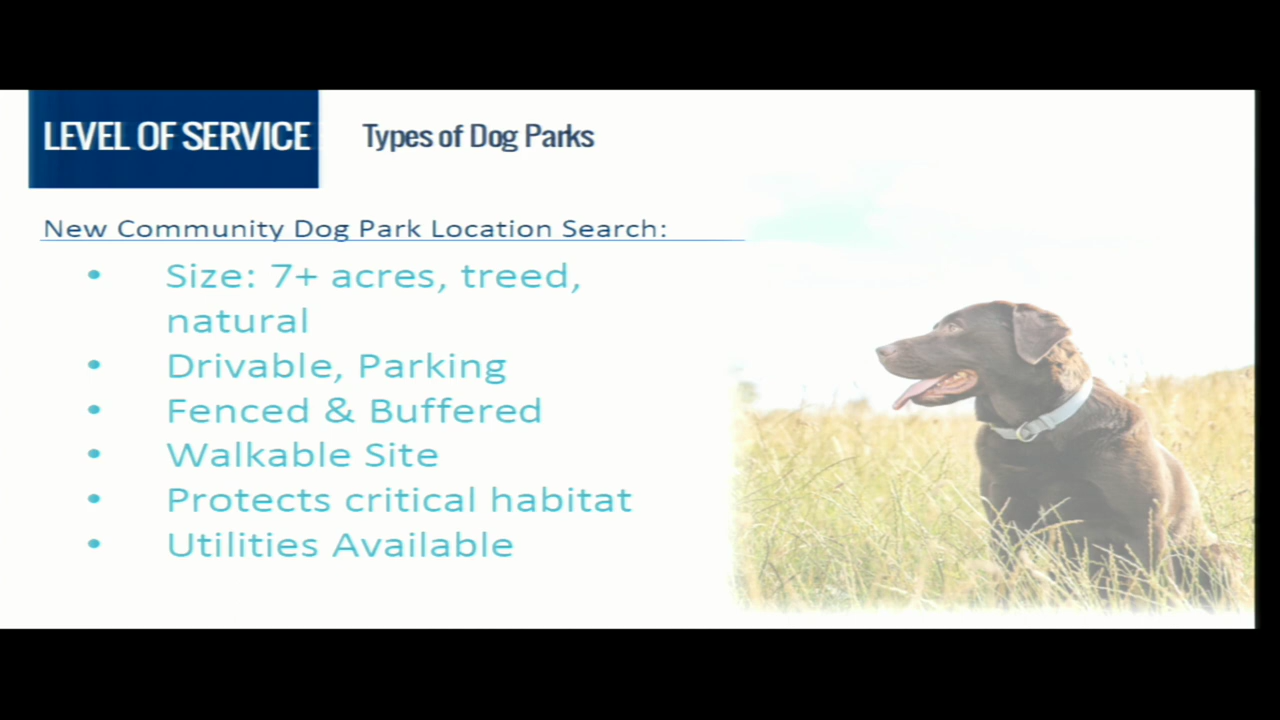 LEVEL OF SERVICE
Types of Dog Parks
New Community Dog Park Location Search:
• Size: 7+ acres, treed,
natural
• Drivable, Parking
• Fenced & Buffered
• Walkable Site
• Protects critical habitat
• Utilities Available